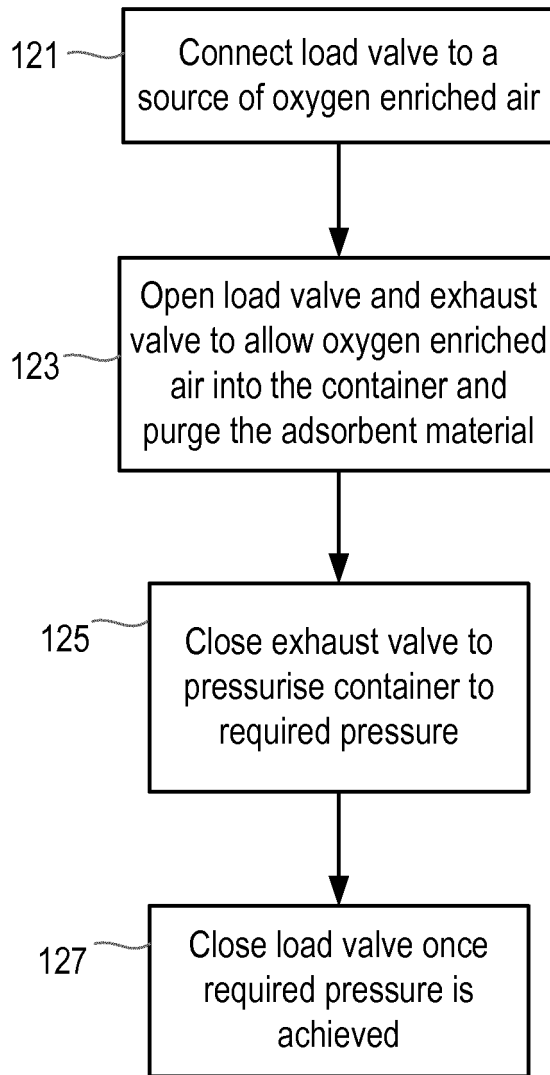 121
Connect load valve to a
source of oxygen enriched air
123
Open load valve and exhaust
valve to allow oxygen enriched
air into the container and
purge the adsorbent material
125
Close exhaust valve to
pressurise container to
required pressure
127
Close load valve once
required pressure is
achieved